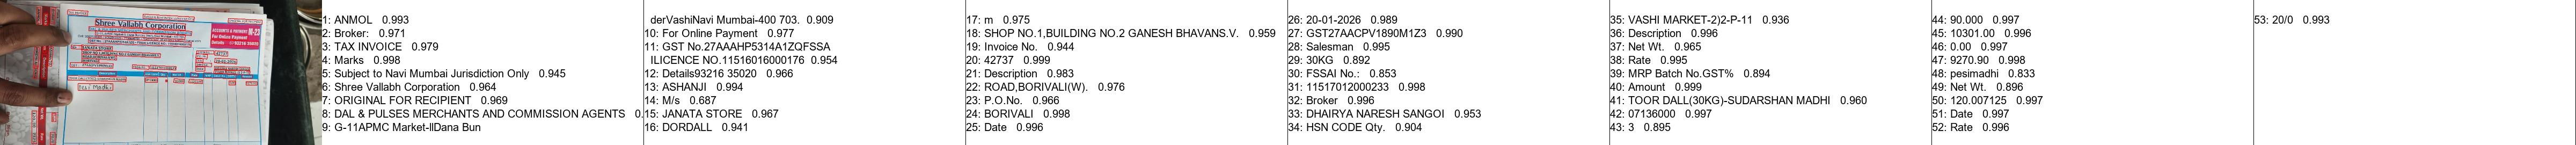 1: ANMOL 0.993
2: Broker: 0.971
3: TAX INVOICE 0.979
4: Marks 0.998
5: Subject to Navi Mumbai Jurisdiction Only 0.945
6: Shree Vallabh Corporation 0.964
7: ORIGINAL FOR RECIPIENT 0.969
8: DAL & PULSES MERCHANTS AND COMMISSION AGENTS 0.
9: G-11APMC Market-IIDana Bun
derVashiNavi Mumbai-400 703. 0.909
10: For Online Payment 0.977
11: GST No.27AAAHP5314A1ZQFSSA
ILICENCE NO.11516016000176 0.954
12: Details93216 35020 0.966
13: ASHANJI 0.994
14: M/s 0.687
15: JANATA STORE 0.967
16: DORDALL 0.941
17: m 0.975
18: SHOP NO.1,BUILDING NO.2 GANESH BHAVANS.V. 0.959
19: Invoice No. 0.944
20: 42737 0.999
21: Description 0.983
22: ROAD,BORIVALI(W). 0.976
23: P.O.No. 0.966
24: BORIVALI 0.998
25: Date 0.996
26: 20-01-2026 0.989
27: GST27AACPV1890M1Z3 0.990
28: Salesman 0.995
29: 30KG 0.892
30: FSSAI No.: 0.853
31: 11517012000233 0.998
32: Broker 0.996
33: DHAIRYA NARESH SANGOI 0.953
34: HSN CODE Qty. 0.904
35: VASHI MARKET-2)2-P-11 0.936
36: Description 0.996
37: Net Wt. 0.965
38: Rate 0.995
39: MRP Batch No.GST% 0.894
40: Amount 0.999
41: TOOR DALL(30KG)-SUDARSHAN MADHI 0.960
42: 07136000 0.997
43: 3 0.895
44: 90.000 0.997
45: 10301.00 0.996
46: 0.00 0.997
47: 9270.90 0.998
48: pesimadhi 0.833
49: Net Wt. 0.896
50: 120.007125 0.997
51: Date 0.997
52: Rate 0.996
53: 20/0 0.993
Shree Vallabh Corporation